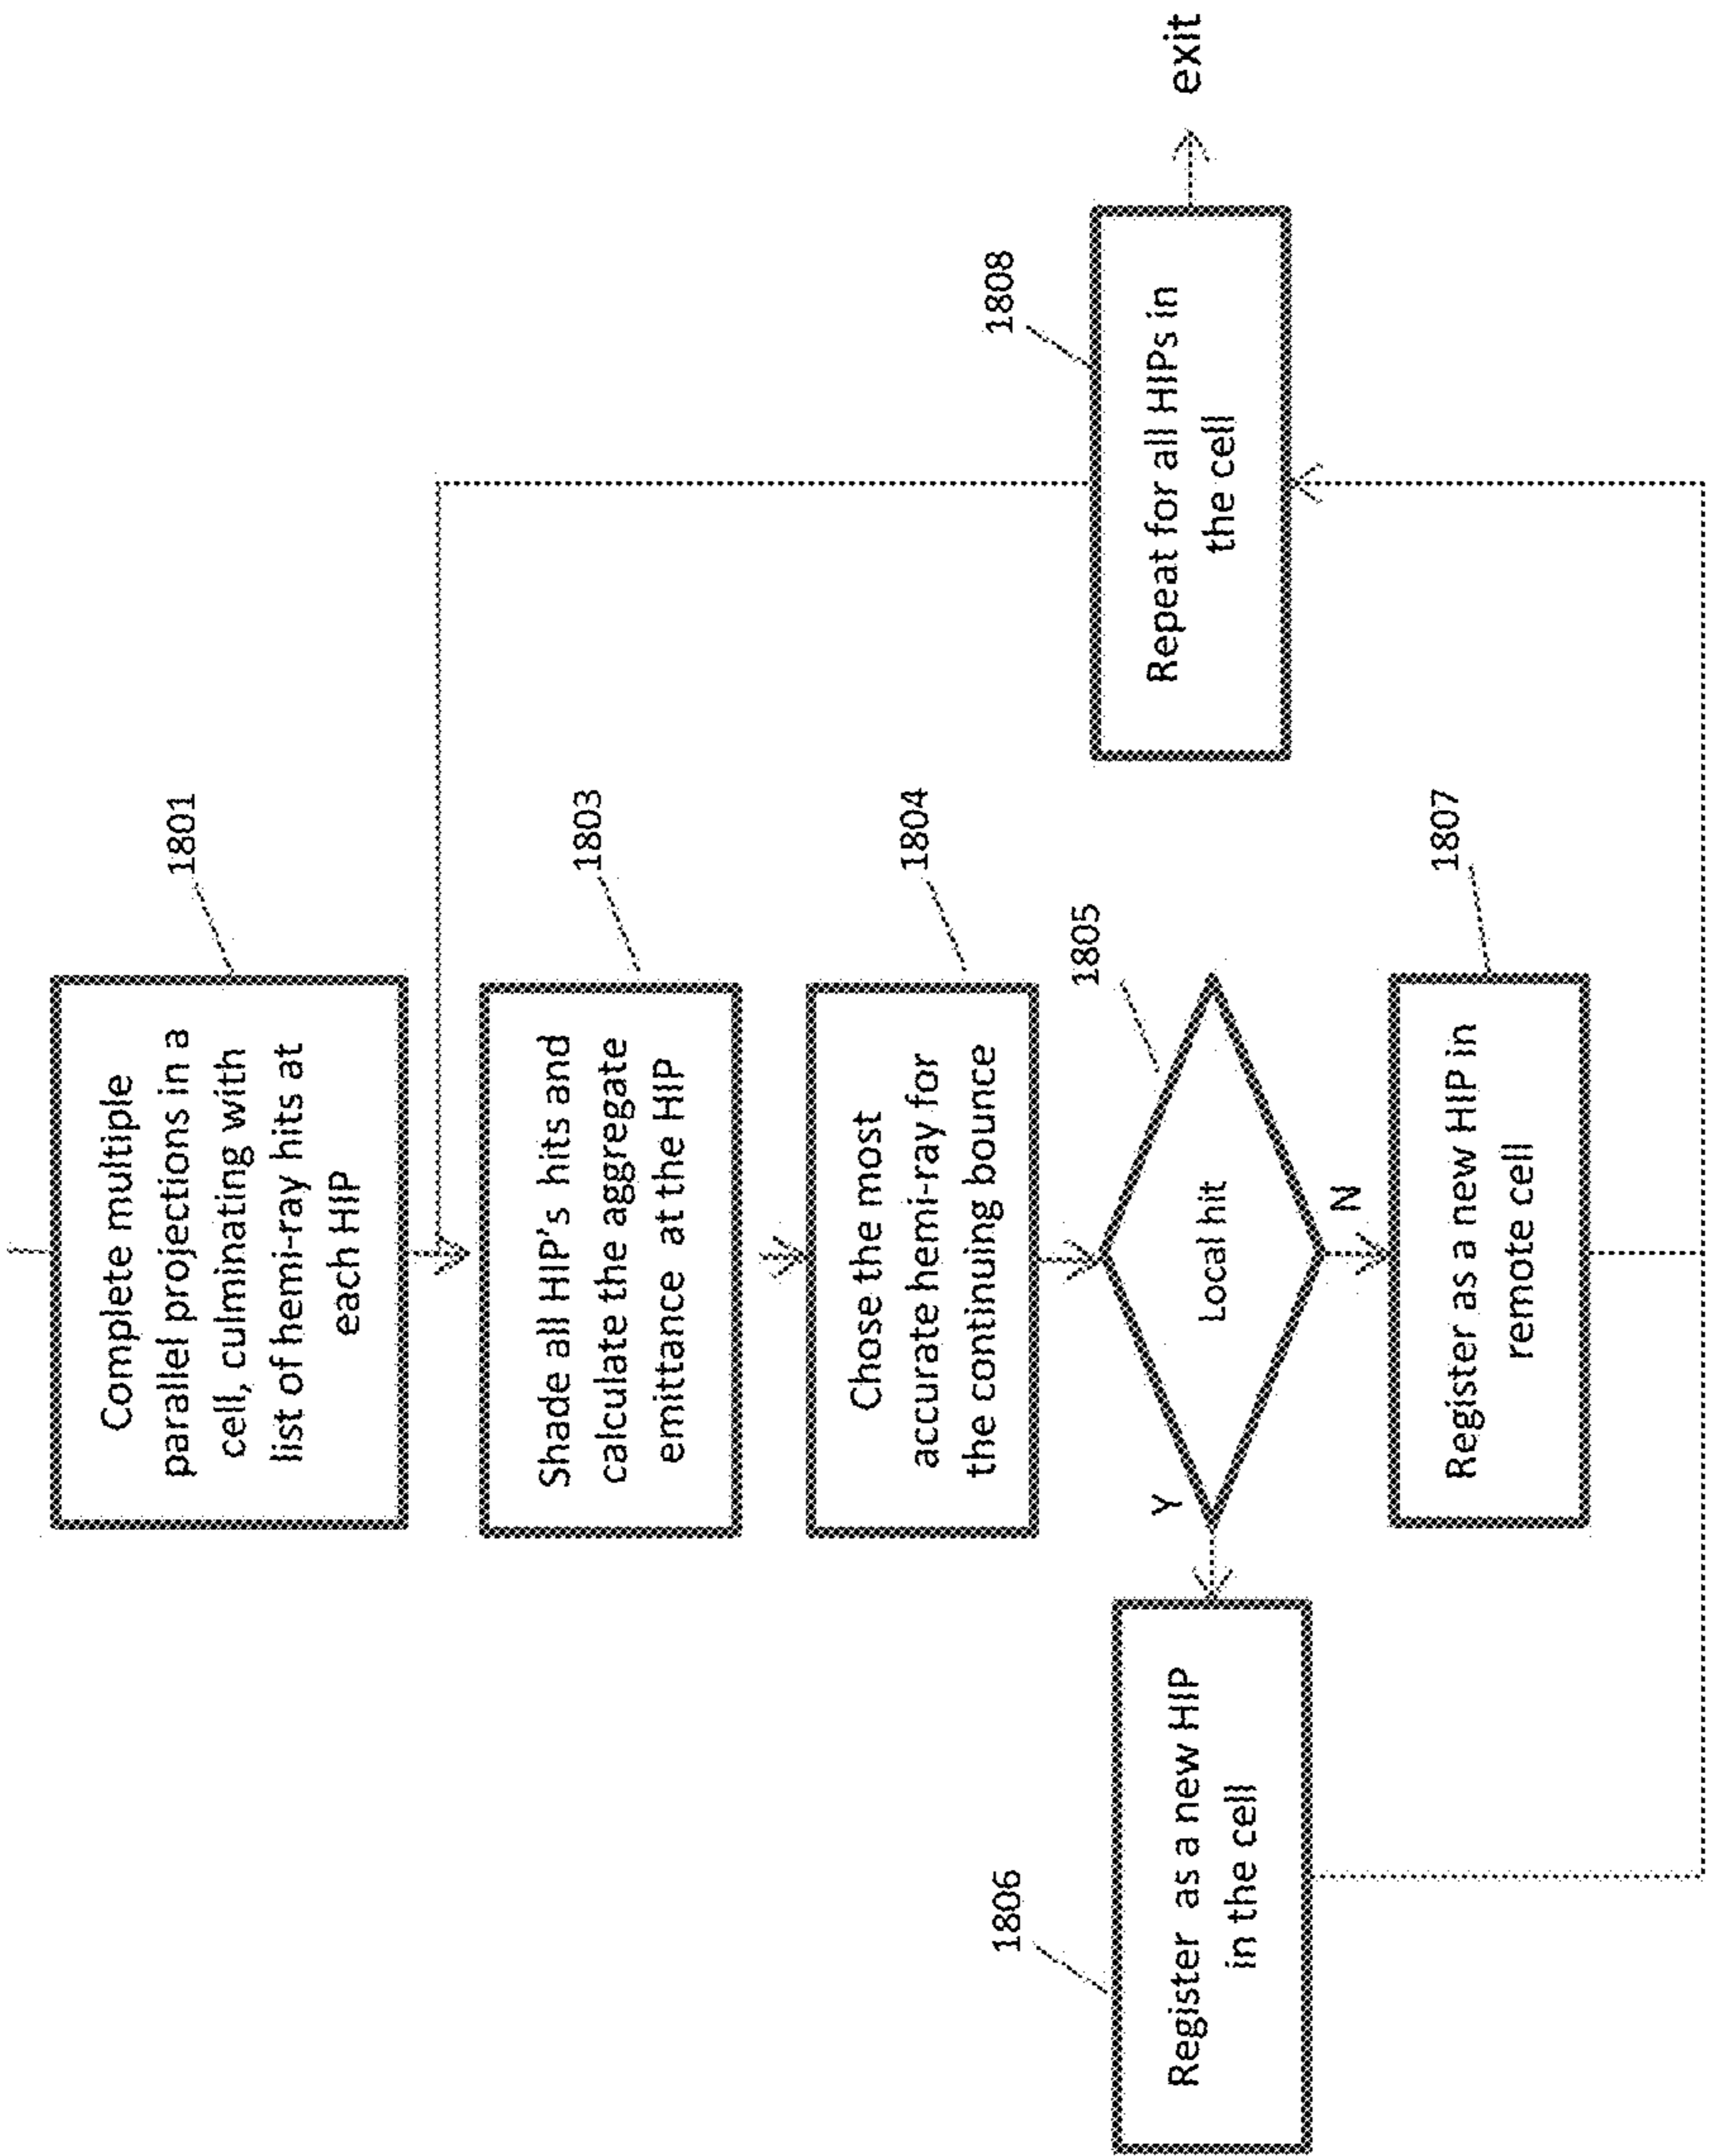 1801
Complete multiple
parallel projections in a
cell, culminating with
list of hemi-ray hits at
each HIP
1803
Shade all HIP's hits and
calculate the aggregate
emittance at the HIP
1804
Chose the most
accurate hemi-ray for
the continuing bounce
1805
Local hit
Y
N
1806
Register as a new HIP
in the cell
1807
Register as a new HIP in
remote cell
1808
Repeat for all HIPs in
the cell
exit